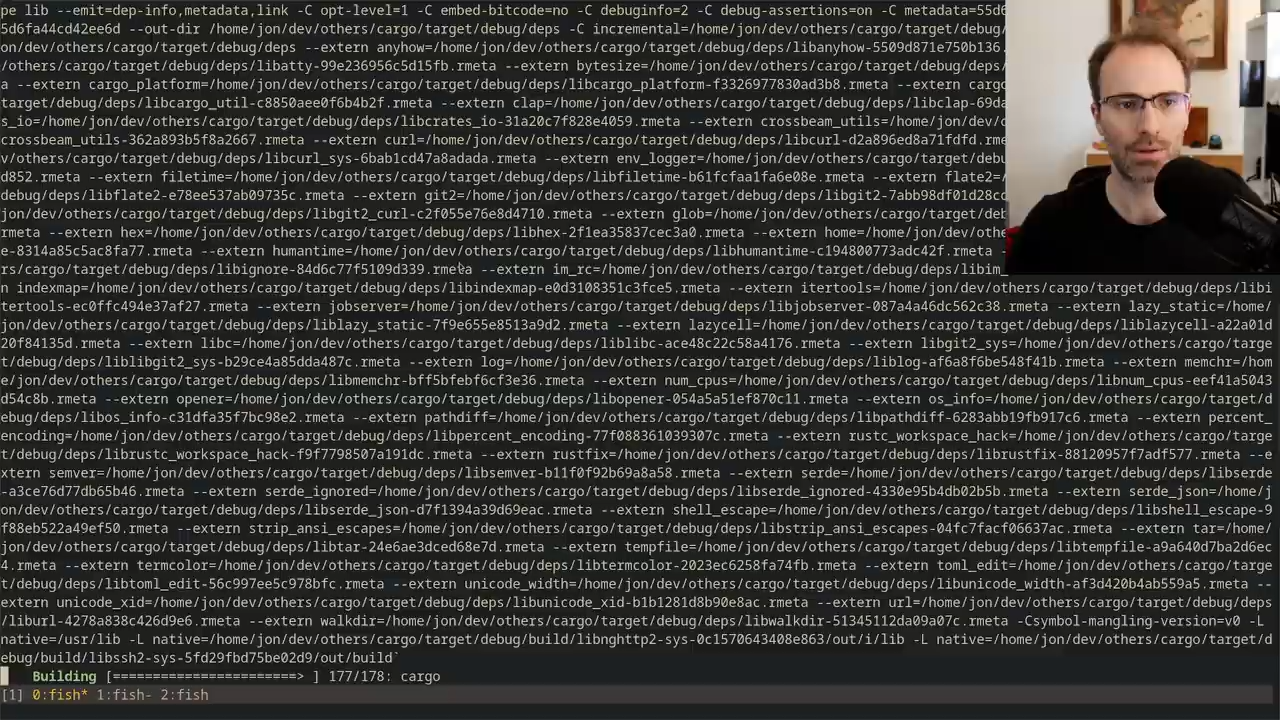 pe lib --emit=dep-info,metadata,link -C opt-level=1 -C embed-bitcode=no -C debuginfo=2 -C debug-assertions=on -C metadata=55d6
5d6fa44cd42ee6d --out-dir /home/jon/dev/others/cargo/target/debug/deps -C incremental=/home/jon/dev/others/cargo/target/debug
on/dev/others/cargo/target/debug/deps --extern anyhow=/home/jon/dev/others/cargo/target/debug/deps/libanyhow-5509d871e750b136.
/others/cargo/target/debug/deps/libatty-99e236956c5d15fb.rmeta --extern bytesize=/home/jon/dev/others/cargo/target/debug/deps/
a --extern cargo_platform=/home/jon/dev/others/cargo/target/debug/deps/libcargo_platform-f3326977830ad3b8.rmeta --extern cargo
target/debug/deps/libcargo_util-c8850aee0f6b4b2f.rmeta --extern clap=/home/jon/dev/others/cargo/target/debug/deps/libclap-69da
s_io=/home/jon/dev/others/cargo/target/debug/deps/libcrates_io-31a20c7f828e4059.rmeta --extern crossbeam_utils=/home/jon/dev/o
crossbeam_utils-362a893b5f8a2667.rmeta --extern curl=/home/jon/dev/others/cargo/target/debug/deps/libcurl-d2a896ed8a71fdfd.rme
v/others/cargo/target/debug/deps/libcurl_sys-6bab1cd47a8edada.rmeta --extern env_logger=/home/jon/dev/others/cargo/target/debu
d852.rmeta --extern filetime=/home/jon/dev/others/cargo/target/debug/deps/libfiletime-b61fcfaa1fa6e08e.rmeta --extern flate2=/
/deps/libflate2-e78ee537ab09735c.rmeta --extern git2=/home/jon/dev/others/cargo/target/debug/deps/libgit2-7abb98df01d28c
jon/dev/others/cargo/target/debug/deps/libgit2_curl-c2f055e76e8d4710.rmeta --extern glob=/home/jon/dev/others/cargo/target/deb
rmeta --extern hex=/home/jon/dev/others/cargo/target/debug/deps/libhex-2f1ea35837cec3a0.rmeta --extern home=/home/jon/dev/othe
e-8314a85c5ac8fa77.rmeta --extern humantime=/home/jon/dev/others/cargo/target/debug/deps/libhumantime-c194800773adc42f.rmeta -
rs/cargo/target/debug/deps/libignore-84d6c77f5109d339.rmeta --extern im_rc=/home/jon/dev/others/cargo/target/debug/deps/libim_
n indexmap=/home/jon/dev/others/cargo/target/debug/deps/libindexmap-e0d3108351c3fce5.rmeta --extern itertools=/home/jon/dev/others/cargo/target/debug/deps/libi
tertools-ec0ffc494e37af27.rmeta --extern jobserver=/home/jon/dev/others/cargo/target/debug/deps/libjobserver-087a4a46dc562c38.rmeta --extern lazy_static=/home/
jon/dev/others/cargo/target/debug/deps/liblazy_static-7f9e655e8513a9d2.rmeta --extern lazycell=/home/jon/dev/others/cargo/target/debug/deps/liblazycell-a22a01d
20f84135d.rmeta --extern libc=/home/jon/dev/others/cargo/target/debug/deps/liblibc-ace48c22c58a4176.rmeta --extern libgit2_sys=/home/jon/dev/others/cargo/targe
t/debug/deps/liblibgit2_sys-b29ce4a85dda487c.rmeta --extern log=/home/jon/dev/others/cargo/target/debug/deps/liblog-af6a8f6be548f41b.rmeta --extern memchr=/hom
e/jon/dev/others/cargo/target/debug/deps/libmemchr-bff5bfebf6cf3e36.rmeta --extern num_cpus=/home/jon/dev/others/cargo/target/debug/deps/libnum_cpus-eef41a5043
d54c8b.rmeta --extern opener=/home/jon/dev/others/cargo/target/debug/deps/libopener-054a5a51ef870c11.rmeta --extern os_info=/home/jon/dev/others/cargo/target/d
ebug/deps/libos_info-c31dfa35f7bc98e2.rmeta --extern pathdiff=/home/jon/dev/others/cargo/target/debug/deps/libpathdiff-6283abb19fb917c6.rmeta --extern percent_
encoding=/home/jon/dev/others/cargo/target/debug/deps/libpercent_encoding-77f088361039307c.rmeta --extern rustc_workspace_hack=/home/jon/dev/others/cargo/targe
t/debug/deps/librustc_workspace_hack-f9f7798507a191dc.rmeta --extern rustfix=/home/jon/dev/others/cargo/target/debug/deps/librustfix-88120957f7adf577.rmeta --e
xtern semver=/home/jon/dev/others/cargo/target/debug/deps/libsemver-b11f0f92b69a8a58.rmeta --extern serde=/home/jon/dev/others/cargo/target/debug/deps/libserde
-a3ce76d77db65b46.rmeta --extern serde_ignored=/home/jon/dev/others/cargo/target/debug/deps/libserde_ignored-4330e95b4db02b5b.rmeta --extern serde_json=/home/j
on/dev/others/cargo/target/debug/deps/libserde_json-d7f1394a39d69eac.rmeta --extern shell_escape=/home/jon/dev/others/cargo/target/debug/deps/libshell_escape-9
f88eb522a49ef50.rmeta --extern strip_ansi_escapes=/home/jon/dev/others/cargo/target/debug/deps/libstrip_ansi_escapes-04fc7facf06637ac.rmeta --extern tar=/home/
jon/dev/others/cargo/target/debug/deps/libtar-24e6ae3dced68e7d.rmeta --extern tempfile=/home/jon/dev/others/cargo/target/debug/deps/libtempfile-a9a640d7ba2d6ec
4.rmeta --extern termcolor=/home/jon/dev/others/cargo/target/debug/deps/libtermcolor-2023ec6258fa74fb.rmeta --extern toml_edit=/home/jon/dev/others/cargo/targe
t/debug/deps/libtoml_edit-56c997ee5c978bfc.rmeta --extern unicode_width=/home/jon/dev/others/cargo/target/debug/deps/libunicode_width-af3d420b4ab559a5.rmeta --
extern unicode_xid=/home/jon/dev/others/cargo/target/debug/deps/libunicode_xid-b1b1281d8b90e8ac.rmeta --extern url=/home/jon/dev/others/cargo/target/debug/deps
/liburl-4278a838c426d9e6.rmeta --extern walkdir=/home/jon/dev/others/cargo/target/debug/deps/libwalkdir-51345112da09a07c.rmeta -Csymbol-mangling-version=v0 -L 
native=/usr/lib -L native=/home/jon/dev/others/cargo/target/debug/build/libnghttp2-sys-0c1570643408e863/out/i/lib -L native=/home/jon/dev/others/cargo/target/d
ebug/build/libssh2-sys-5fd29fbd75be02d9/out/build`
Building [=======================> ] 177/178: cargo
[1] 0:fish* 1:fish- 2:fish